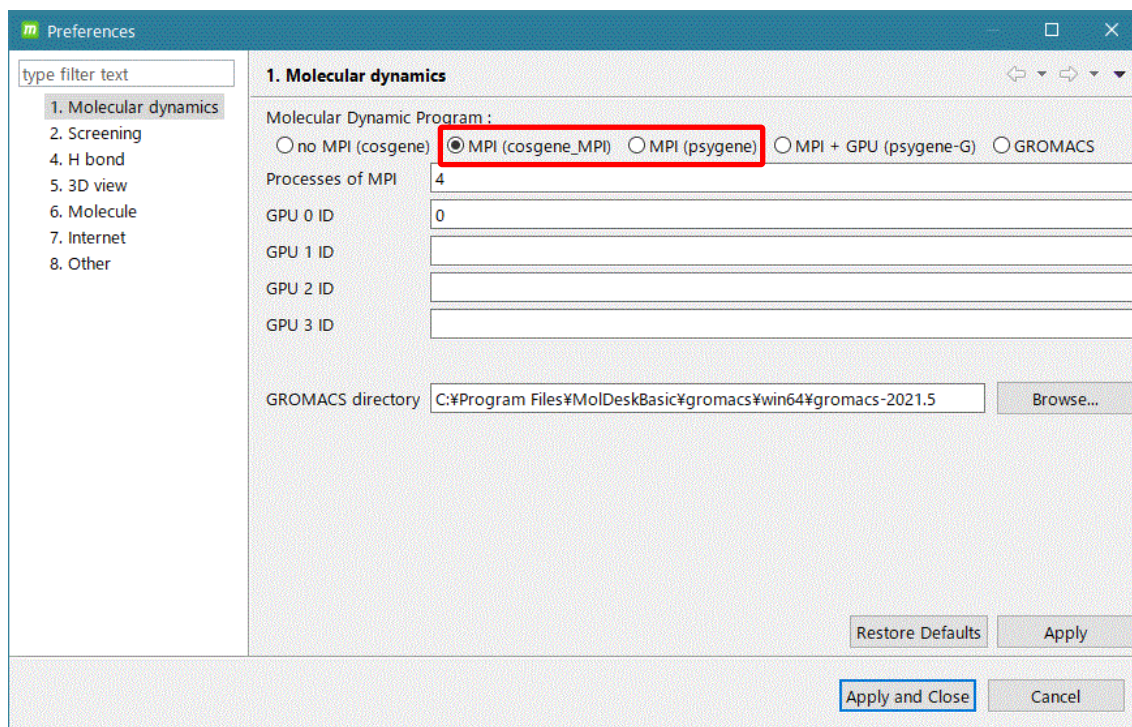 m Preferences
type filter text
1. Molecular dynamics
2. Screening
4. H bond
5. 3D view
6. Molecule
7. Internet
8. Other
1. Molecular dynamics
Molecular Dynamic Program :
no MPI (cosgene) MPI (cosgene_MPI) MPI (psygene) MPI + GPU (psygene-G) GROMACS
Processes of MPI 4
GPU 0 ID 0
GPU 1 ID
GPU 2 ID
GPU 3 ID
GROMACS directory C:¥Program Files¥MolDeskBasic¥gromacs¥win64¥gromacs-2021.5 Browse...
Restore Defaults Apply
Apply and Close Cancel